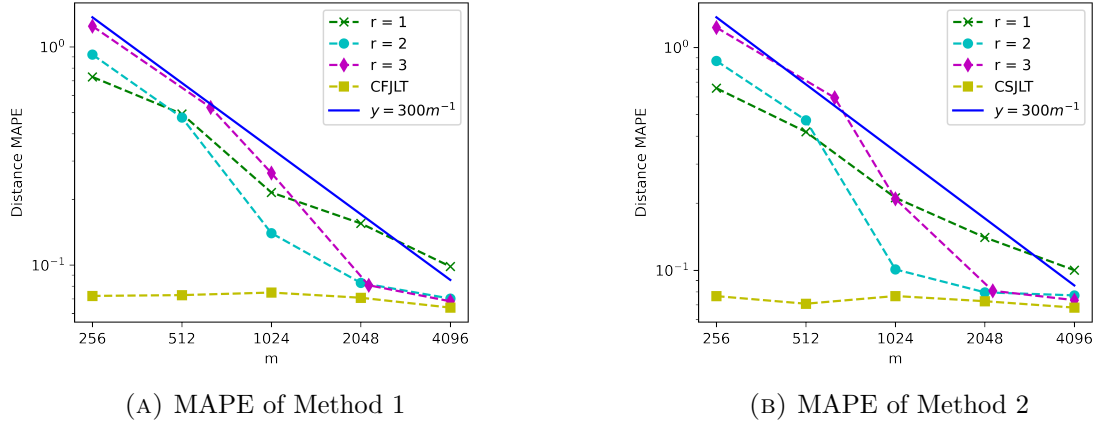 Distance MAPE
10^0
10^{-1}
256 512 1024 2048 4096
m
r = 1
r = 2
r = 3
CFJLT
y = 300m^{-1}
(A) MAPE of Method 1
Distance MAPE
10^0
10^{-1}
256 512 1024 2048 4096
m
r = 1
r = 2
r = 3
CSJLT
y = 300m^{-1}
(B) MAPE of Method 2